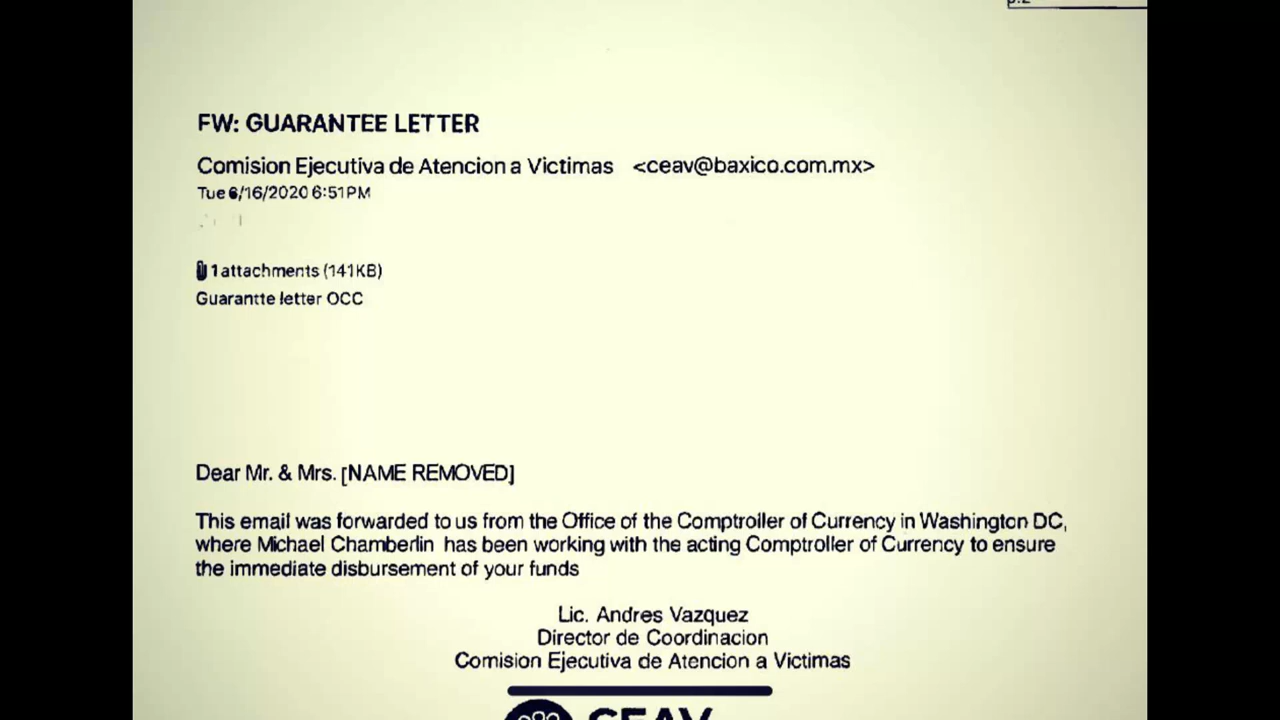 FW: GUARANTEE LETTER
Comision Ejecutiva de Atencion a Victimas <ceav@baxico.com.mx>
Tue 6/16/2020 6:51PM
1 attachments (141KB)
Guarantte letter OCC
Dear Mr. & Mrs. [NAME REMOVED]
This email was forwarded to us from the Office of the Comptroller of Currency in Washington DC,
where Michael Chamberlin has been working with the acting Comptroller of Currency to ensure
the immediate disbursement of your funds
Lic. Andres Vazquez
Director de Coordinacion
Comision Ejecutiva de Atencion a Victimas
CEAV